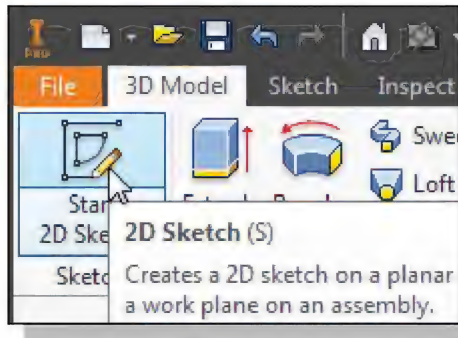 PRO
File 3D Model Sketch Inspect
Swee
Star
2D Ske
Loft
2D Sketch (S)
Sketc
Creates a 2D sketch on a planar
a work plane on an assembly.